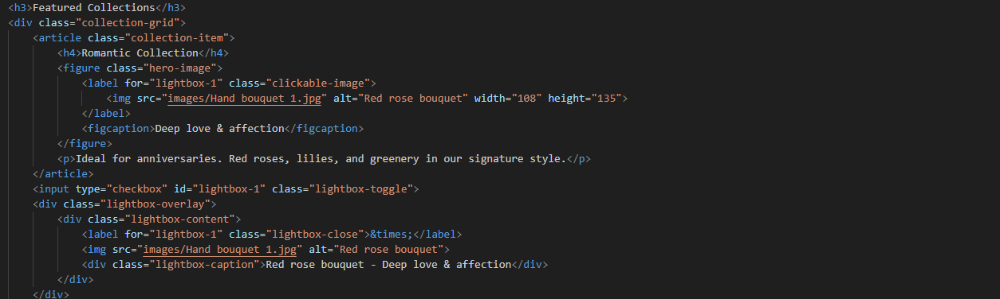 <h3>Featured Collections</h3>
<div class="collection-grid">
    <article class="collection-item">
        <h4>Romantic Collection</h4>
        <figure class="hero-image">
            <label for="lightbox-1" class="clickable-image">
                <img src="images/Hand bouquet 1.jpg" alt="Red rose bouquet" width="108" height="135">
            </label>
            <figcaption>Deep love & affection</figcaption>
        </figure>
        <p>Ideal for anniversaries. Red roses, lilies, and greenery in our signature style.</p>
    </article>
    <input type="checkbox" id="lightbox-1" class="lightbox-toggle">
    <div class="lightbox-overlay">
        <div class="lightbox-content">
            <label for="lightbox-1" class="lightbox-close">&times;</label>
            <img src="images/Hand bouquet 1.jpg" alt="Red rose bouquet">
            <div class="lightbox-caption">Red rose bouquet - Deep love & affection</div>
        </div>
    </div>